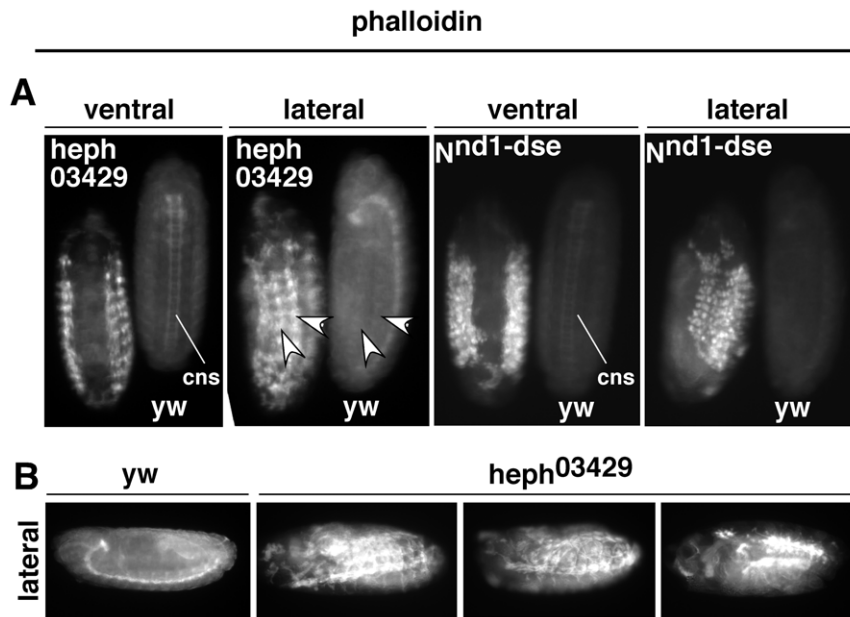 phalloidin
A
ventral lateral ventral lateral
heph heph Nnd1-dse Nnd1-dse
03429 03429
cns cns
yw yw yw yw
B
yw heph03429
lateral